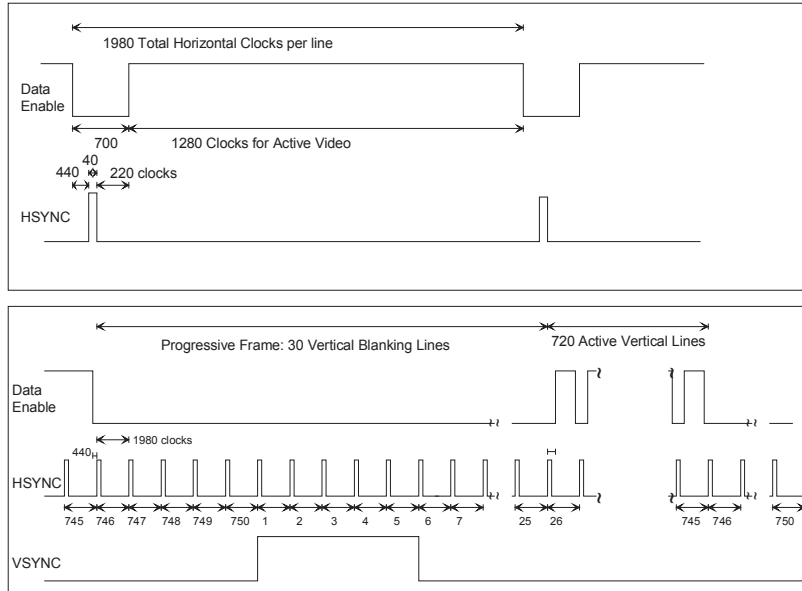 1980 Total Horizontal Clocks per line
Data
Enable
700
1280 Clocks for Active Video
40
440
220 clocks
HSYNC
Progressive Frame: 30 Vertical Blanking Lines
720 Active Vertical Lines
Data
Enable
1980 clocks
440
HSYNC
745 746 747 748 749 750 1 2 3 4 5 6 7 25 26 745 746 750
VSYNC